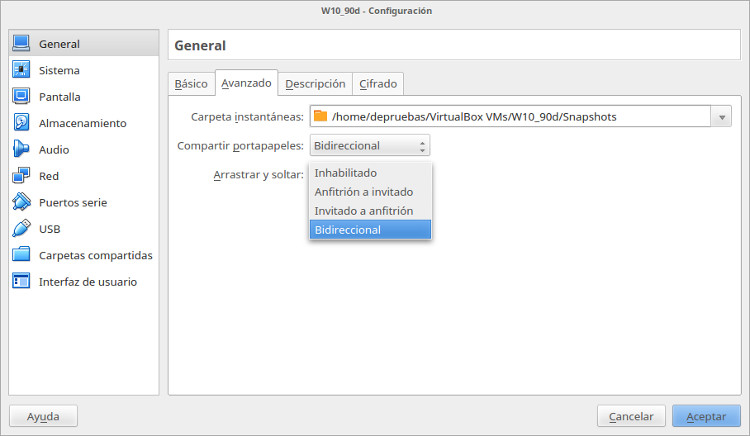 W10_90d - Configuración
General
Sistema
Pantalla
Almacenamiento
Audio
Red
Puertos serie
USB
Carpetas compartidas
Interfaz de usuario
General
Básico Avanzado Descripción Cifrado
Carpeta instantáneas: /home/depruebas/VirtualBox VMs/W10_90d/Snapshots
Compartir portapapeles: Bidireccional
Arrastrar y soltar:
Inhabilitado
Anfitrión a invitado
Invitado a anfitrión
Bidireccional
Ayuda Cancelar Aceptar